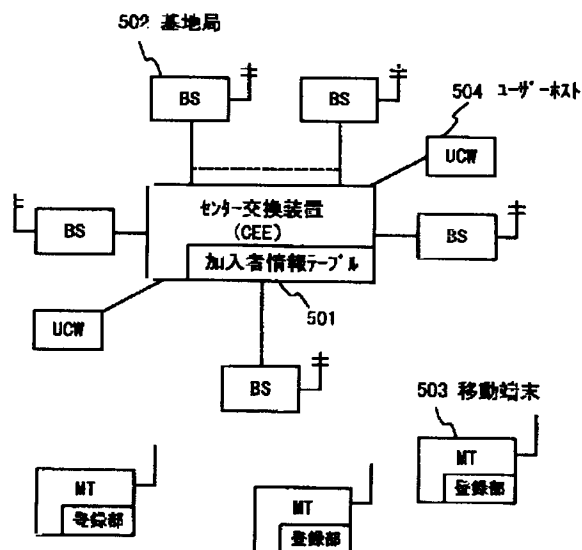 502 基地局
BS
BS
504 ユーザーホスト
UCW
センター交換装置
(CEE)
加入者情報テーブル
BS
BS
501
UCW
BS
503 移動端末
MT
登録部
MT
登録部
MT
登録部